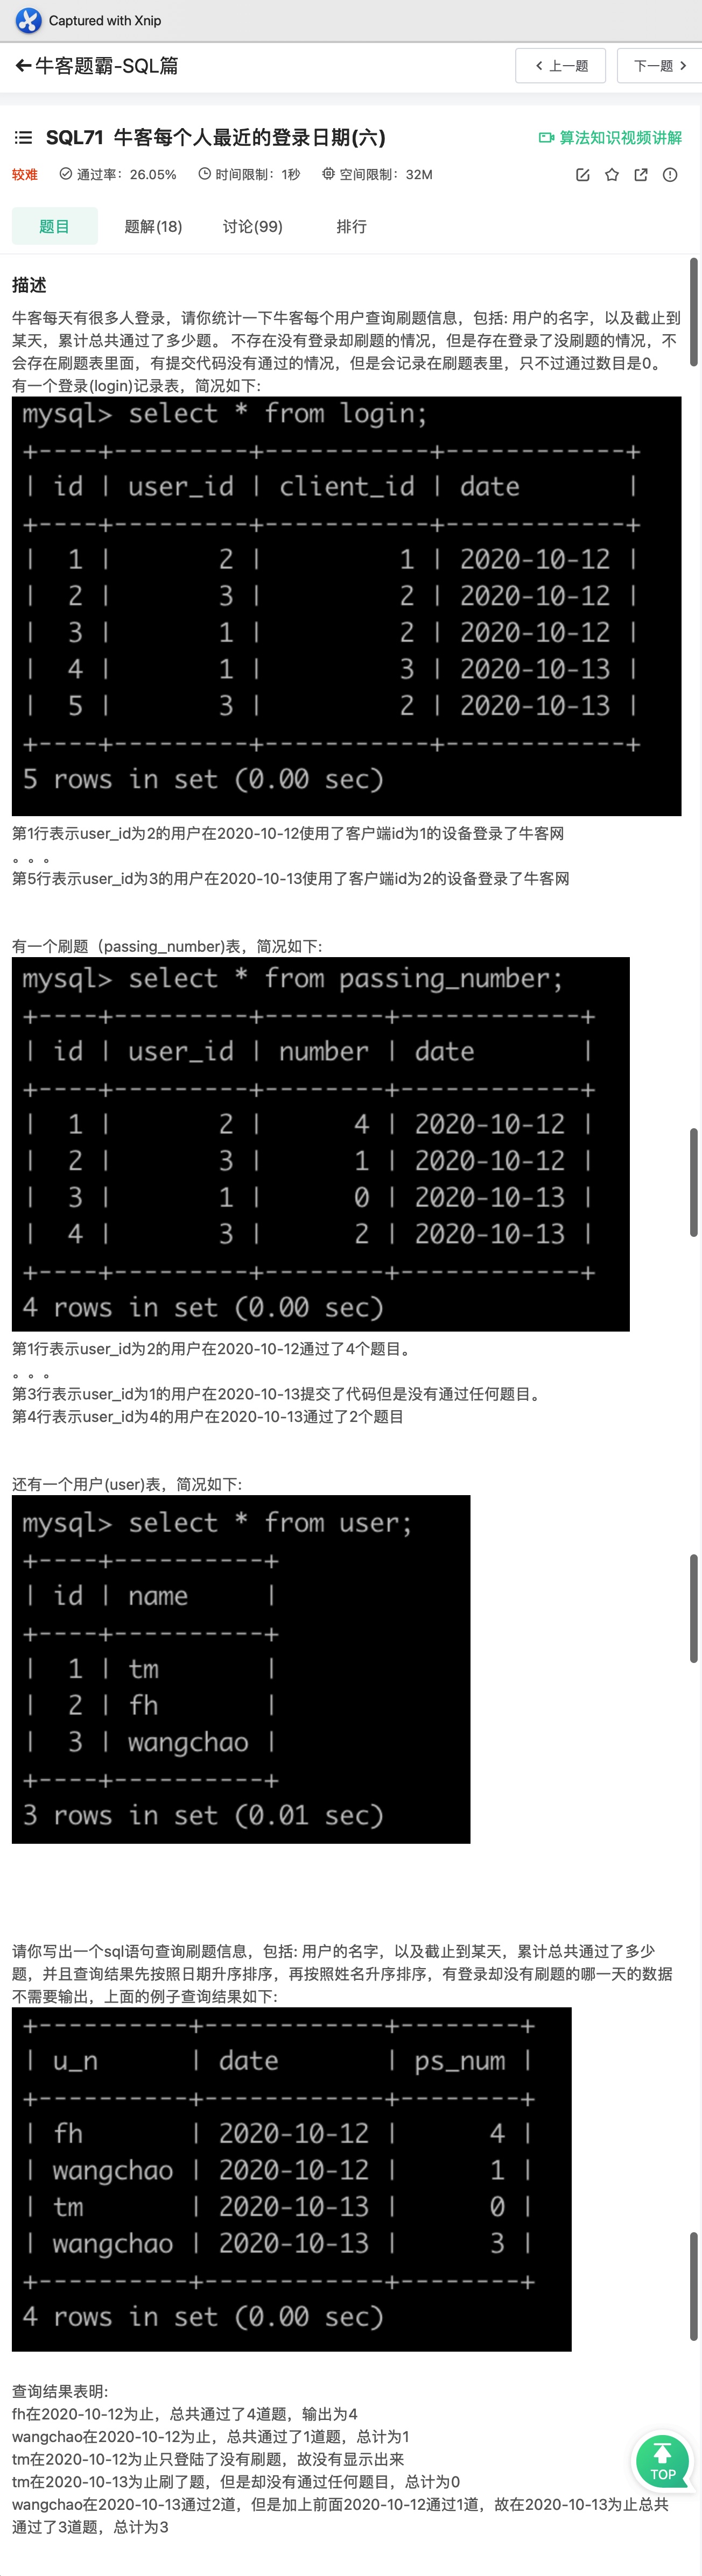 Captured with Xnip
牛客题霸-SQL篇
上一题
下一题
SQL71 牛客每个人最近的登录日期(六)
算法知识视频讲解
较难 通过率：26.05% 时间限制：1秒 空间限制：32M
题目 题解(18) 讨论(99) 排行
描述
牛客每天有很多人登录，请你统计一下牛客每个用户查询刷题信息，包括: 用户的名字，以及截止到
某天，累计总共通过了多少题。 不存在没有登录却刷题的情况，但是存在登录了没刷题的情况，不
会存在刷题表里面，有提交代码没有通过的情况，但是会记录在刷题表里，只不过通过数目是0。
有一个登录(login)记录表，简况如下:
mysql> select * from login;
+----+---------+-----------+------------+
| id | user_id | client_id | date       |
+----+---------+-----------+------------+
|  1 |       2 |         1 | 2020-10-12 |
|  2 |       3 |         2 | 2020-10-12 |
|  3 |       1 |         2 | 2020-10-12 |
|  4 |       1 |         3 | 2020-10-13 |
|  5 |       3 |         2 | 2020-10-13 |
+----+---------+-----------+------------+
5 rows in set (0.00 sec)
第1行表示user_id为2的用户在2020-10-12使用了客户端id为1的设备登录了牛客网
。。。
第5行表示user_id为3的用户在2020-10-13使用了客户端id为2的设备登录了牛客网
有一个刷题（passing_number)表，简况如下:
mysql> select * from passing_number;
+----+---------+--------+------------+
| id | user_id | number | date       |
+----+---------+--------+------------+
|  1 |       2 |      4 | 2020-10-12 |
|  2 |       3 |      1 | 2020-10-12 |
|  3 |       1 |      0 | 2020-10-13 |
|  4 |       3 |      2 | 2020-10-13 |
+----+---------+--------+------------+
4 rows in set (0.00 sec)
第1行表示user_id为2的用户在2020-10-12通过了4个题目。
。。。
第3行表示user_id为1的用户在2020-10-13提交了代码但是没有通过任何题目。
第4行表示user_id为4的用户在2020-10-13通过了2个题目
还有一个用户(user)表，简况如下:
mysql> select * from user;
+----+----------+
| id | name     |
+----+----------+
|  1 | tm       |
|  2 | fh       |
|  3 | wangchao |
+----+----------+
3 rows in set (0.01 sec)
请你写出一个sql语句查询刷题信息，包括: 用户的名字，以及截止到某天，累计总共通过了多少
题，并且查询结果先按照日期升序排序，再按照姓名升序排序，有登录却没有刷题的哪一天的数据
不需要输出，上面的例子查询结果如下:
+----------+------------+--------+
| u_n      | date       | ps_num |
+----------+------------+--------+
| fh       | 2020-10-12 |      4 |
| wangchao | 2020-10-12 |      1 |
| tm       | 2020-10-13 |      0 |
| wangchao | 2020-10-13 |      3 |
+----------+------------+--------+
4 rows in set (0.00 sec)
查询结果表明:
fh在2020-10-12为止，总共通过了4道题，输出为4
wangchao在2020-10-12为止，总共通过了1道题，总计为1
tm在2020-10-12为止只登陆了没有刷题，故没有显示出来
tm在2020-10-13为止刷了题，但是却没有通过任何题目，总计为0
wangchao在2020-10-13通过2道，但是加上前面2020-10-12通过1道，故在2020-10-13为止总共
通过了3道题，总计为3
TOP